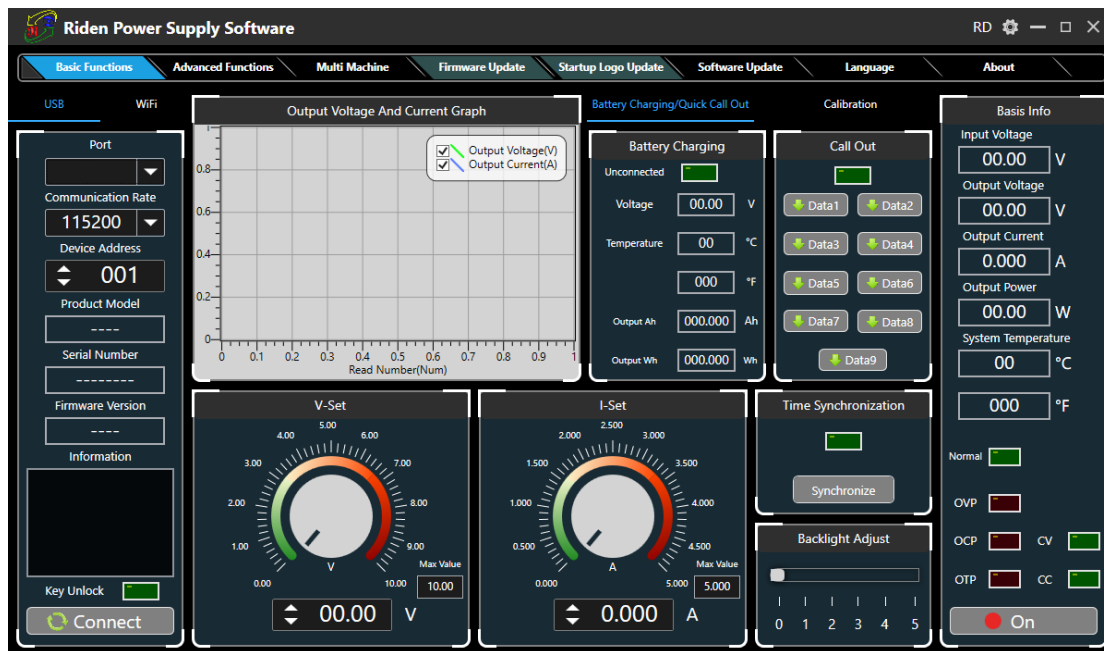 Riden Power Supply Software
RD
Basic Functions
Advanced Functions
Multi Machine
Firmware Update
Startup Logo Update
Software Update
Language
About
USB
WiFi
Port
Communication Rate
115200
Device Address
001
Product Model
----
Serial Number
--------
Firmware Version
----
Information
Key Unlock
Connect
Output Voltage And Current Graph
Output Voltage(V)
Output Current(A)
1
0.8
0.6
0.4
0.2
0
0 0.1 0.2 0.3 0.4 0.5 0.6 0.7 0.8 0.9 1
Read Number(Num)
Battery Charging/Quick Call Out
Calibration
Battery Charging
Unconnected
Voltage 00.00 V
Temperature 00 °C
000 °F
Output Ah 000.000 Ah
Output Wh 000.000 Wh
Call Out
Data1 Data2
Data3 Data4
Data5 Data6
Data7 Data8
Data9
V-Set
0.00
1.00
2.00
3.00
4.00
5.00
6.00
7.00
8.00
9.00
10.00
V
Max Value
10.00
00.00 V
I-Set
0.000
0.500
1.000
1.500
2.000
2.500
3.000
3.500
4.000
4.500
5.000
A
Max Value
5.000
0.000 A
Time Synchronization
Synchronize
Backlight Adjust
0 1 2 3 4 5
Basis Info
Input Voltage
00.00 V
Output Voltage
00.00 V
Output Current
0.000 A
Output Power
00.00 W
System Temperature
00 °C
000 °F
Normal
OVP
OCP CV
OTP CC
On